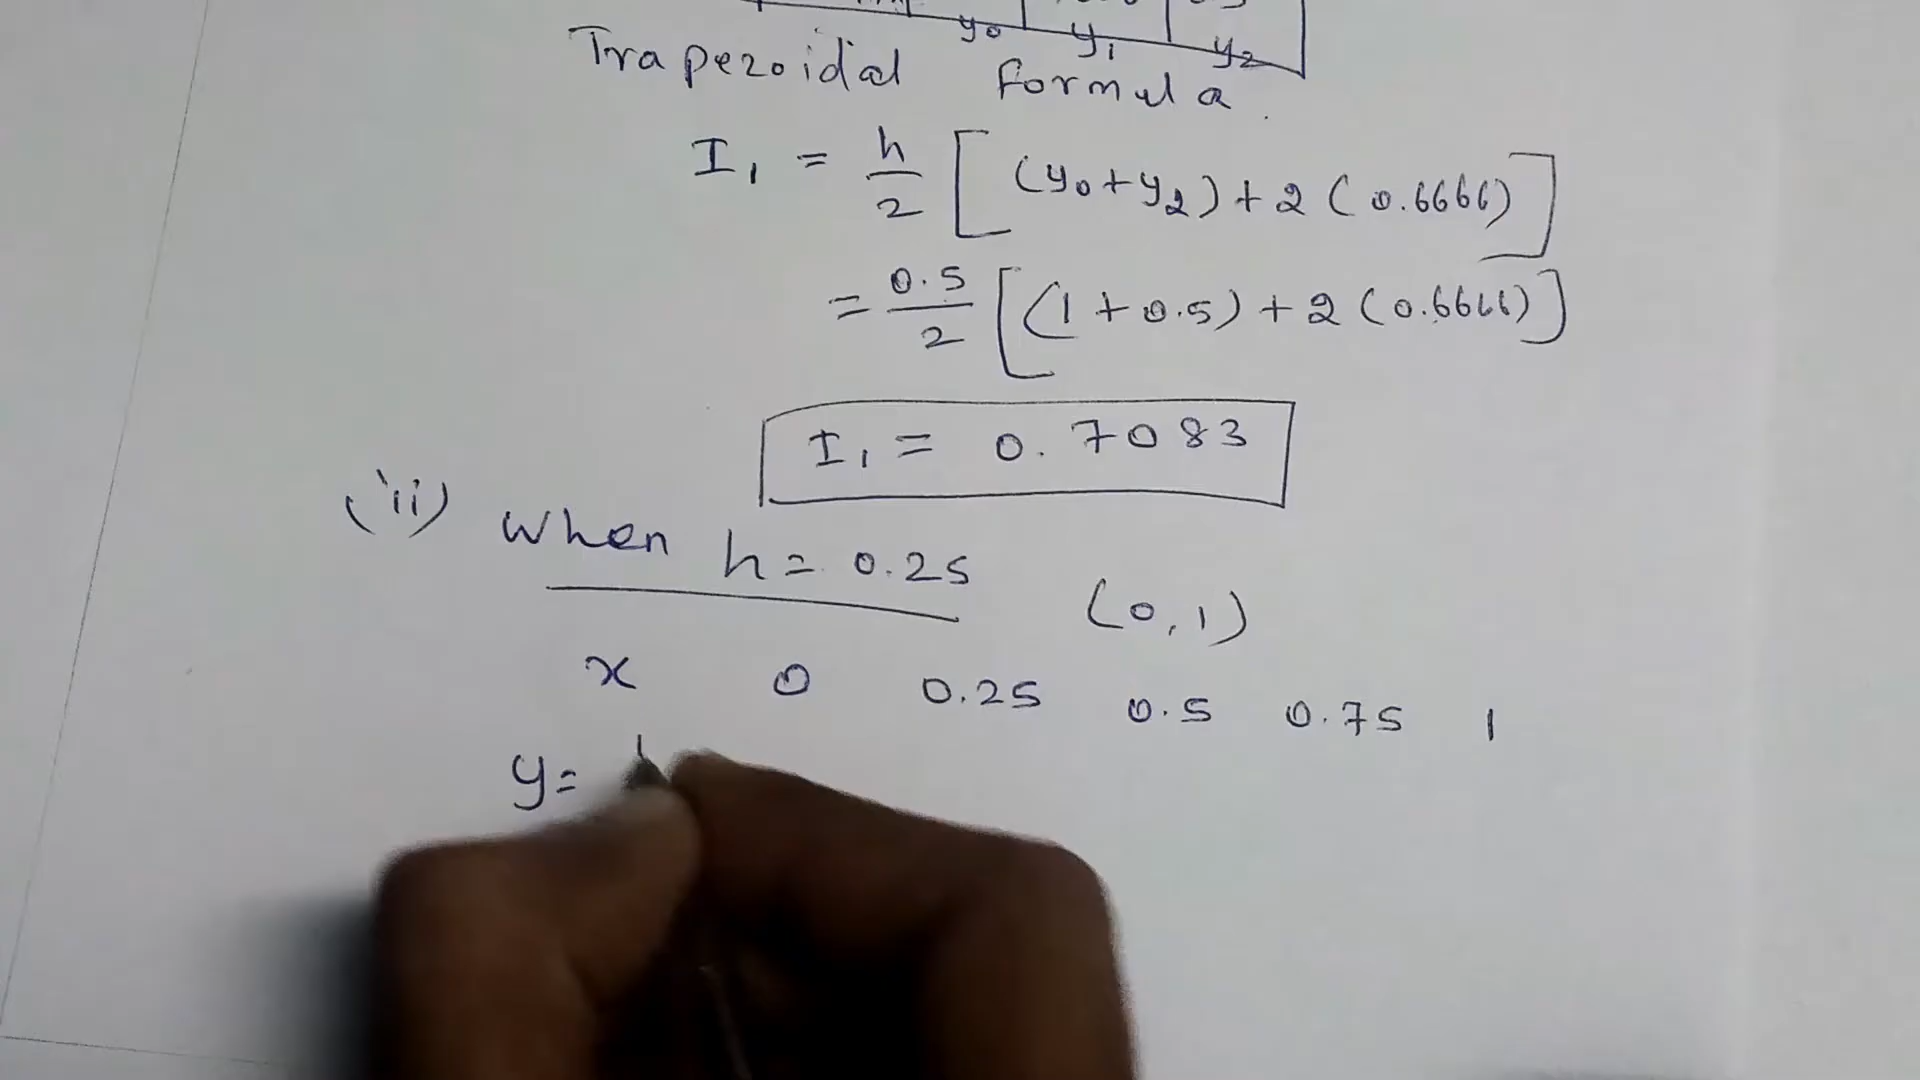 y0 y1 y2
Trapezoidal formula
I1 = h/2 [(y0+y2)+2(0.6666)]
= 0.5/2 [(1+0.5)+2(0.6666)]
I1 = 0.7083
(ii) When h = 0.25
(0,1)
x 0 0.25 0.5 0.75 1
y=